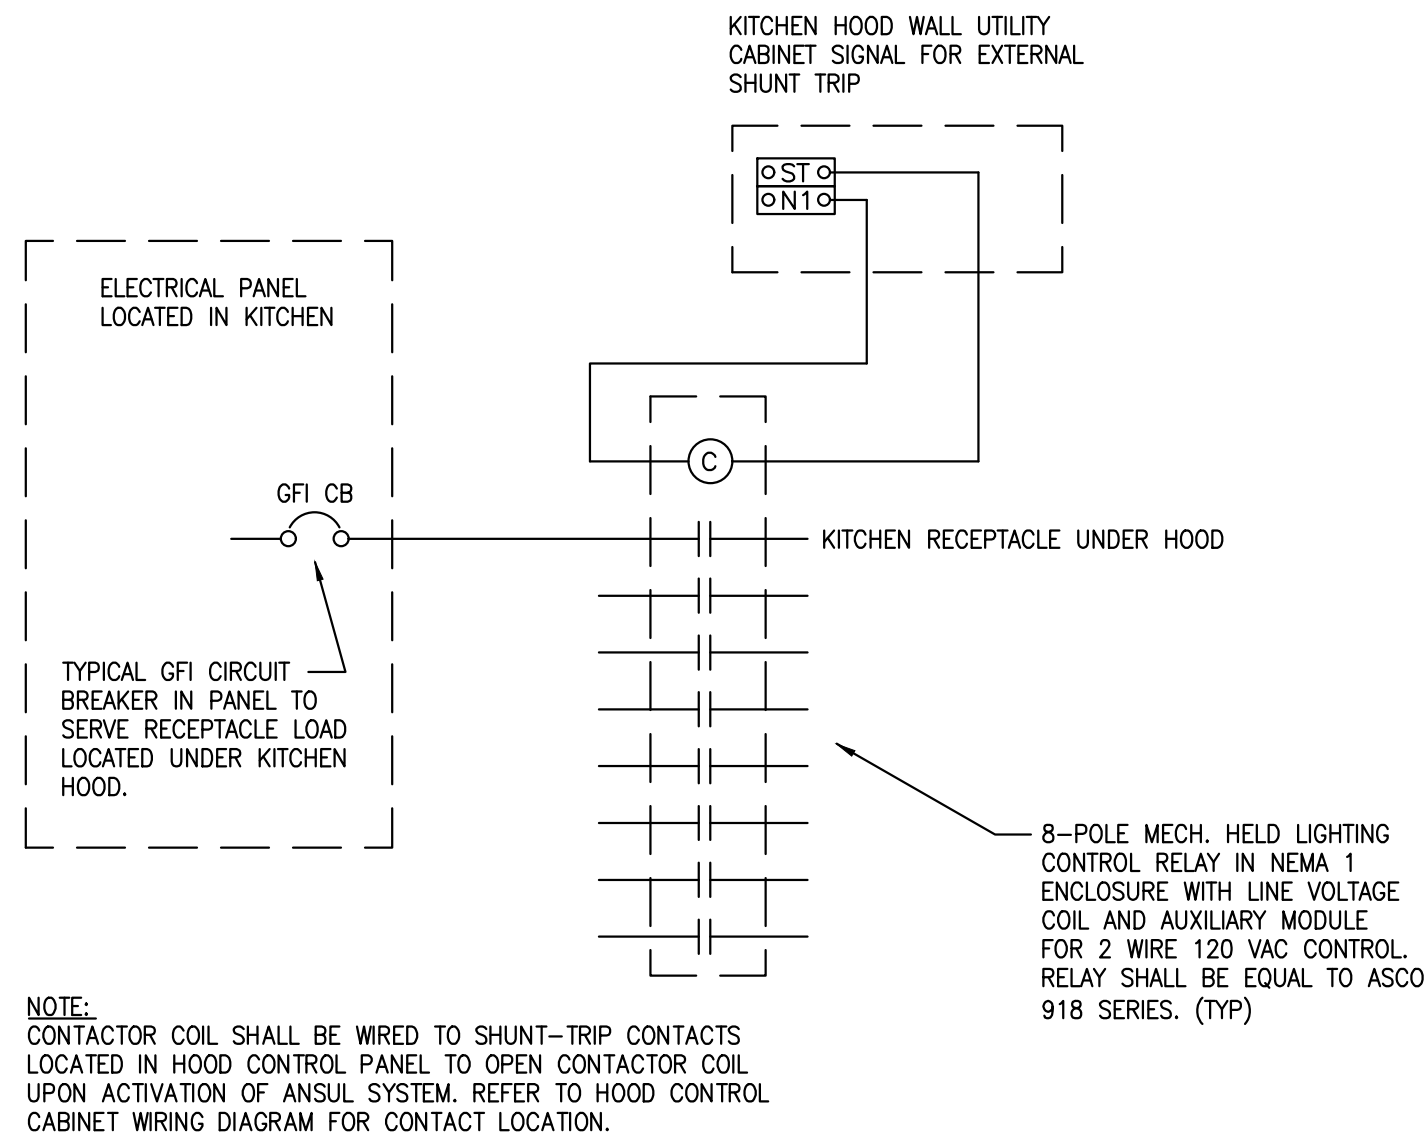 KITCHEN HOOD WALL UTILITY
CABINET SIGNAL FOR EXTERNAL
SHUNT TRIP
ST
N1
ELECTRICAL PANEL
LOCATED IN KITCHEN
C
GFI CB
KITCHEN RECEPTACLE UNDER HOOD
TYPICAL GFI CIRCUIT
BREAKER IN PANEL TO
SERVE RECEPTACLE LOAD
LOCATED UNDER KITCHEN
HOOD.
8-POLE MECH. HELD LIGHTING
CONTROL RELAY IN NEMA 1
ENCLOSURE WITH LINE VOLTAGE
COIL AND AUXILIARY MODULE
FOR 2 WIRE 120 VAC CONTROL.
RELAY SHALL BE EQUAL TO ASCO
918 SERIES. (TYP)
NOTE:
CONTACTOR COIL SHALL BE WIRED TO SHUNT-TRIP CONTACTS
LOCATED IN HOOD CONTROL PANEL TO OPEN CONTACTOR COIL
UPON ACTIVATION OF ANSUL SYSTEM. REFER TO HOOD CONTROL
CABINET WIRING DIAGRAM FOR CONTACT LOCATION.